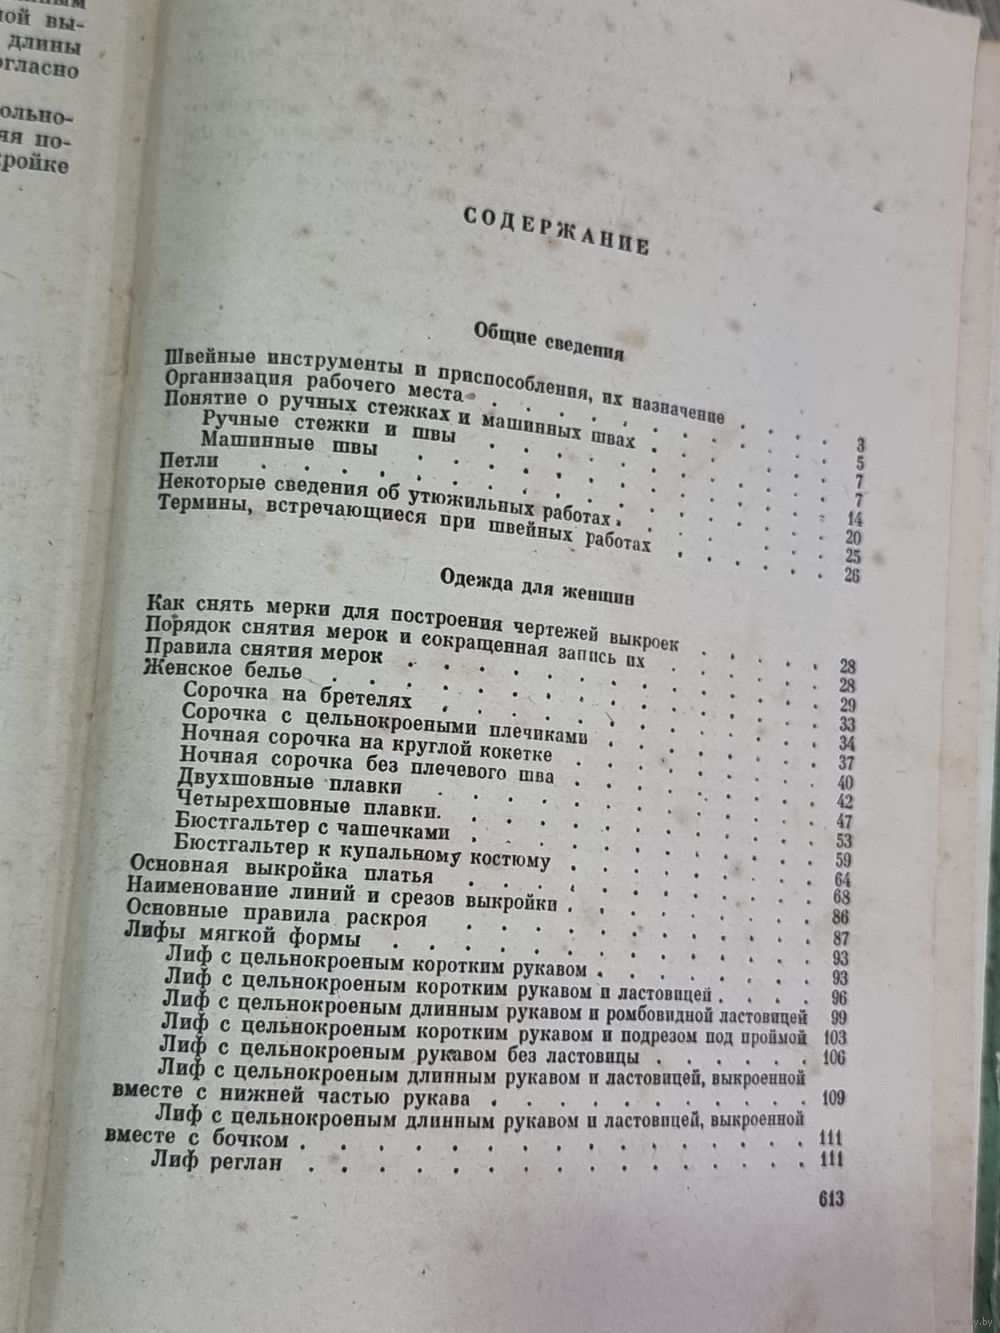 ной вы-
длины
огласно
ольно-
ня по-
кройке
СОДЕРЖАНИЕ
Общие сведения
Швейные инструменты и приспособления, их назначение . . . . 3
Организация рабочего места . . . . . . . . . 5
Понятие о ручных стежках и машинных швах . . . . . 7
Ручные стежки и швы . . . . . . . . . 7
Машинные швы . . . . . . . . . 14
Петли . . . . . . . . . . . 20
Некоторые сведения об утюжильных работах . . . . . 25
Термины, встречающиеся при швейных работах . . . . . 26
Одежда для женщин
Как снять мерки для построения чертежей выкроек . . . . . 28
Порядок снятия мерок и сокращенная запись их . . . . . 28
Правила снятия мерок . . . . . . . . . 29
Женское белье . . . . . . . . . . 33
Сорочка на бретелях . . . . . . . . . 34
Сорочка с цельнокроеными плечиками . . . . . . 37
Ночная сорочка на круглой кокетке . . . . . . 40
Ночная сорочка без плечевого шва . . . . . . 42
Двухшовные плавки . . . . . . . . . 47
Четырехшовные плавки. . . . . . . . . 53
Бюстгальтер с чашечками . . . . . . . . 59
Бюстгальтер к купальному костюму . . . . . . 64
Основная выкройка платья . . . . . . . . 68
Наименование линий и срезов выкройки . . . . . . 86
Основные правила раскроя . . . . . . . . 87
Лифы мягкой формы . . . . . . . . . 93
Лиф с цельнокроеным коротким рукавом . . . . . . 93
Лиф с цельнокроеным коротким рукавом и ластовицей . . . . 96
Лиф с цельнокроеным длинным рукавом и ромбовидной ластовицей 99
Лиф с цельнокроеным коротким рукавом и подрезом под проймой 103
Лиф с цельнокроеным рукавом без ластовицы . . . . . . 106
Лиф с цельнокроеным длинным рукавом и ластовицей, выкроенной
вместе с нижней частью рукава . . . . . . . . . . 109
Лиф с цельнокроеным длинным рукавом и ластовицей, выкроенной
вместе с бочком . . . . . . . . . . . . . . 111
Лиф реглан . . . . . . . . . . . . . . 111
613
www.ay.by